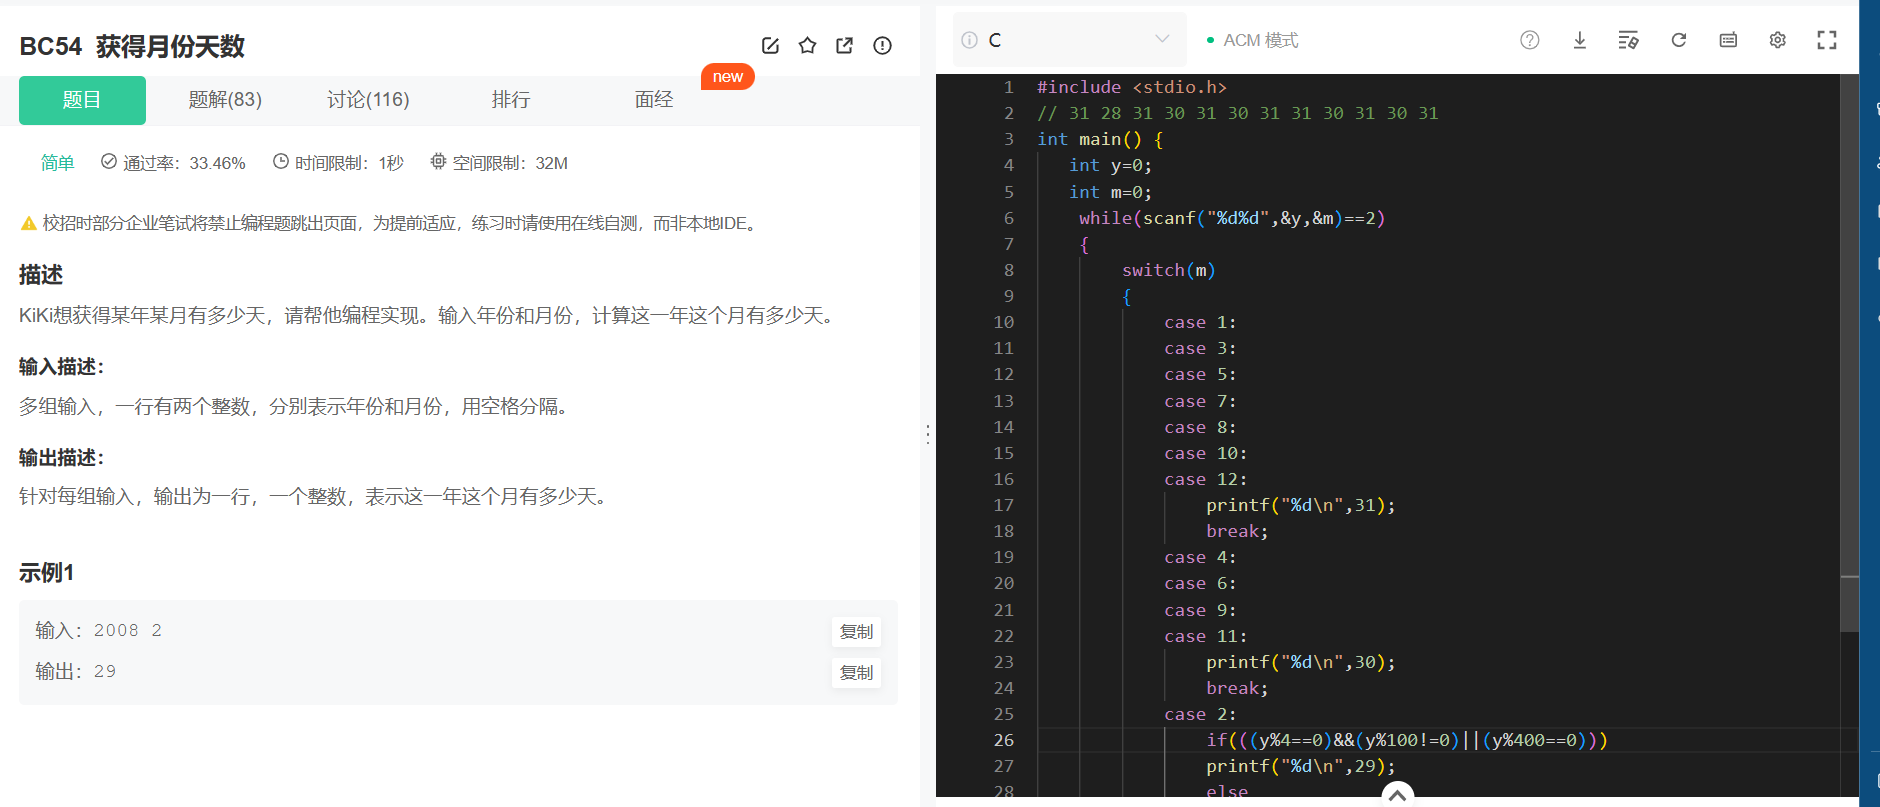 BC54 获得月份天数
题目 题解(83) 讨论(116) 排行 面经 new
简单 通过率：33.46% 时间限制：1秒 空间限制：32M
校招时部分企业笔试将禁止编程题跳出页面，为提前适应，练习时请使用在线自测，而非本地IDE。
描述
KiKi想获得某年某月有多少天，请帮他编程实现。输入年份和月份，计算这一年这个月有多少天。
输入描述：
多组输入，一行有两个整数，分别表示年份和月份，用空格分隔。
输出描述：
针对每组输入，输出为一行，一个整数，表示这一年这个月有多少天。
示例1
输入：2008 2 复制
输出：29 复制
C ACM 模式
1 #include <stdio.h>
2 // 31 28 31 30 31 30 31 31 30 31 30 31
3 int main() {
4 int y=0;
5 int m=0;
6 while(scanf("%d%d",&y,&m)==2)
7 {
8 switch(m)
9 {
10 case 1:
11 case 3:
12 case 5:
13 case 7:
14 case 8:
15 case 10:
16 case 12:
17 printf("%d\n",31);
18 break;
19 case 4:
20 case 6:
21 case 9:
22 case 11:
23 printf("%d\n",30);
24 break;
25 case 2:
26 if(((y%4==0)&&(y%100!=0)||(y%400==0)))
27 printf("%d\n",29);
28 else